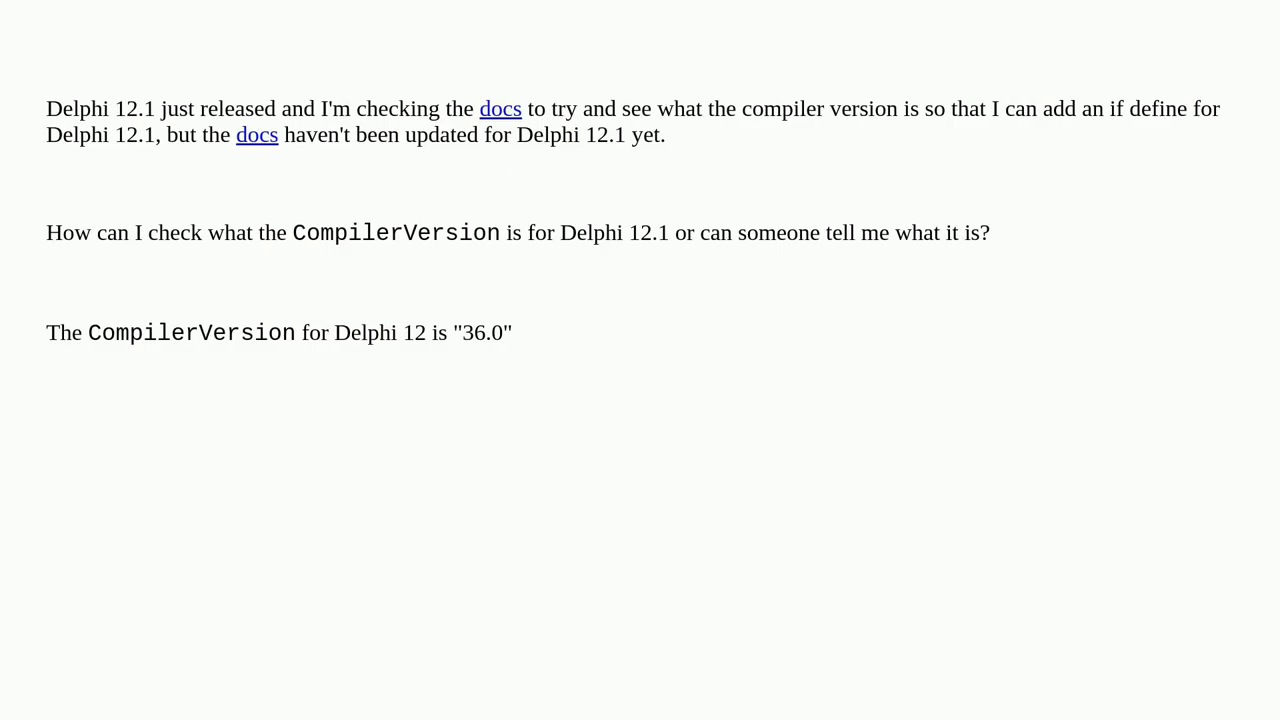 Delphi 12.1 just released and I'm checking the docs to try and see what the compiler version is so that I can add an if define for
Delphi 12.1, but the docs haven't been updated for Delphi 12.1 yet.
How can I check what the CompilerVersion is for Delphi 12.1 or can someone tell me what it is?
The CompilerVersion for Delphi 12 is "36.0"